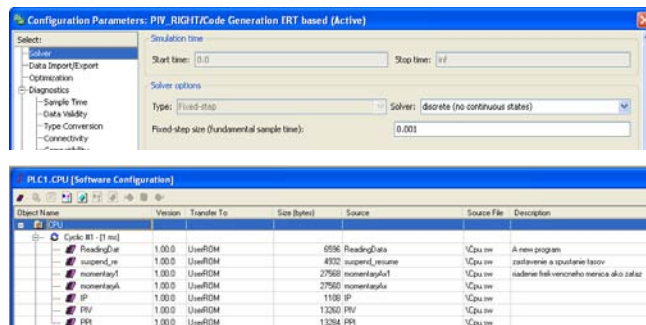 Configuration Parameters: PIV_RIGHT/Code Generation ERT based (Active)
Select:
Solver
Data Import/Export
Optimization
Diagnostics
Sample Time
Data Validity
Type Conversion
Connectivity
Simulation time
Start time: 0.0 Stop time: inf
Solver options
Type: Fixed-step Solver: discrete (no continuous states)
Fixed-step size (fundamental sample time): 0.001
PLC1.CPU [Software Configuration]
Object Name Version Transfer To Size (bytes) Source Source File Description
CPU
Cyclic #1 - [1 ms]
ReadingDat 1.00.0 UserROM 6596 ReadingData \Cpu.sw A new program
suspend_re 1.00.0 UserROM 4932 suspend_resume \Cpu.sw zastavenie a spustanie tasov
momentary1 1.00.0 UserROM 27568 momentaryAx1 \Cpu.sw riadenie frekvencneho menica ako zataz
momentaryA 1.00.0 UserROM 27560 momentaryAx \Cpu.sw
IP 1.00.0 UserROM 1108 IP \Cpu.sw
PIV 1.00.0 UserROM 13260 PIV \Cpu.sw
PPI 1.00.0 UserROM 13264 PPI \Cpu.sw